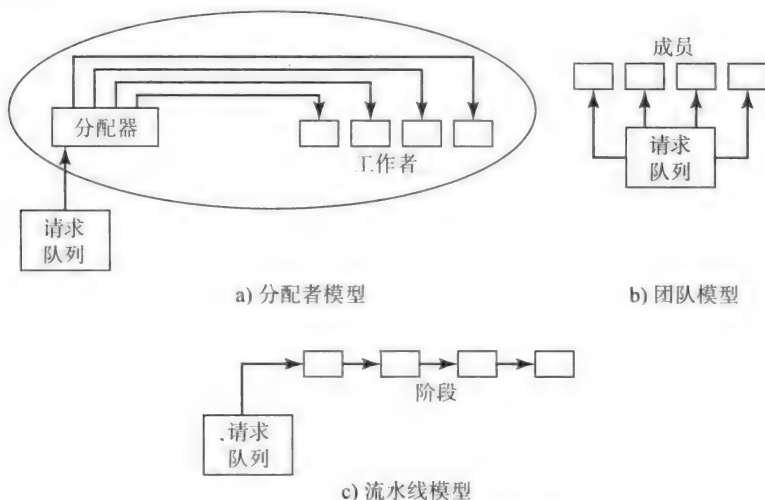 分配器
工作者
请求
队列
a) 分配者模型
成员
请求
队列
b) 团队模型
阶段
请求
队列
c) 流水线模型